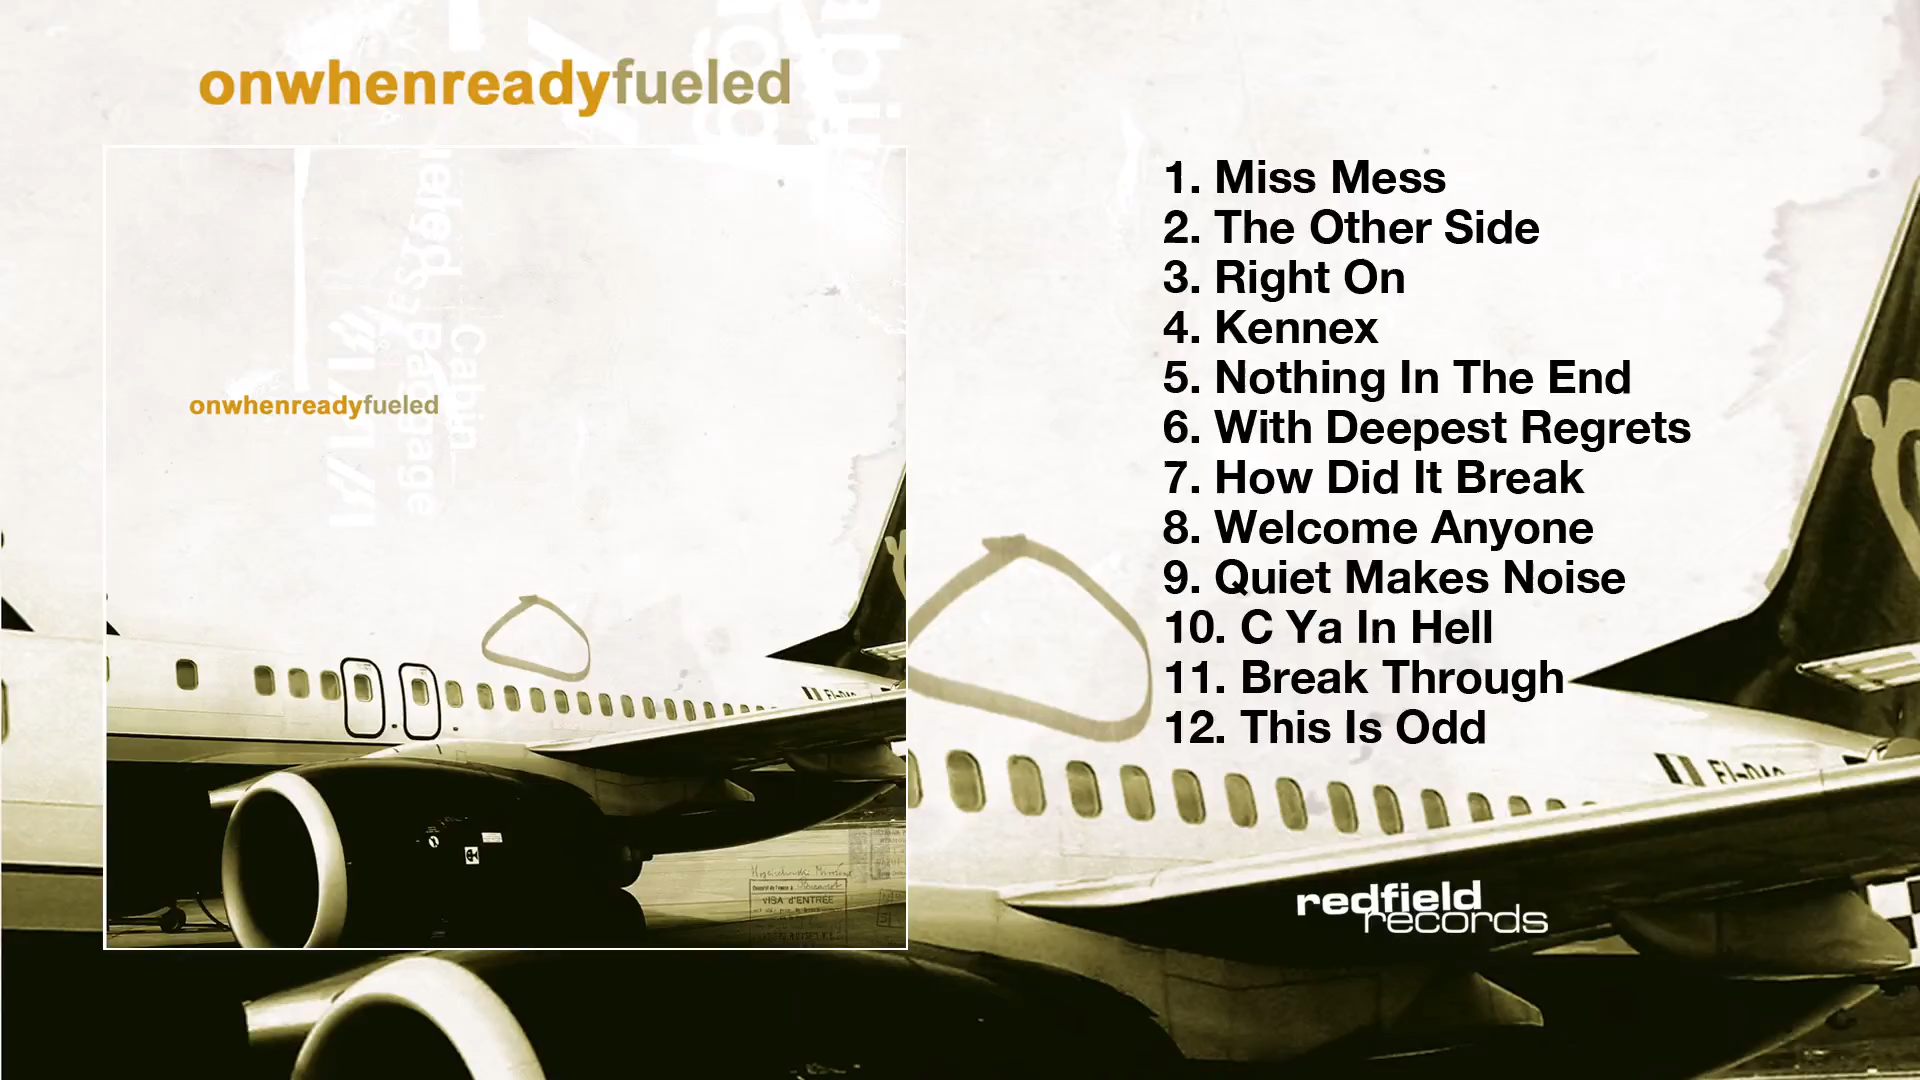 onwhenreadyfueled
Cabin
Baggage
onwhenreadyfueled
VISA d'ENTRÉE
1. Miss Mess
2. The Other Side
3. Right On
4. Kennex
5. Nothing In The End
6. With Deepest Regrets
7. How Did It Break
8. Welcome Anyone
9. Quiet Makes Noise
10. C Ya In Hell
11. Break Through
12. This Is Odd
redfield
records